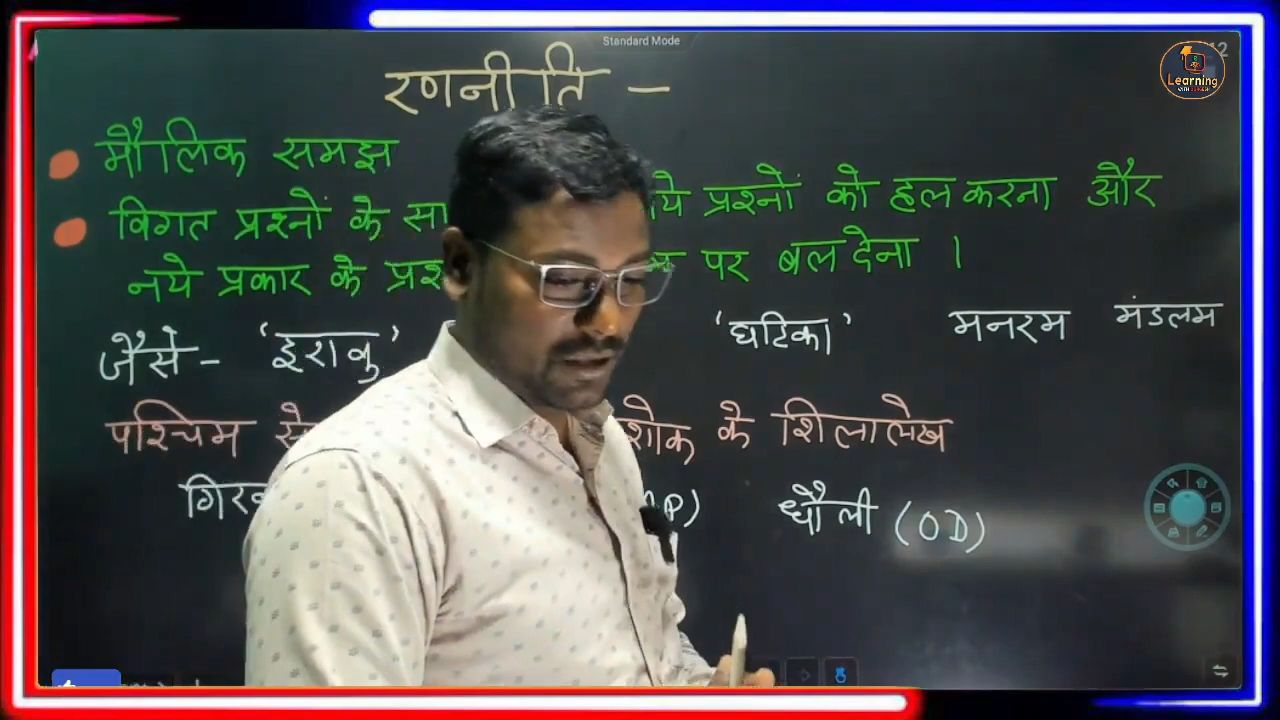 Standard Mode
Learning
रणनीति -
मौलिक समझ
विगत प्रश्नों के प्रश्नों को हल करना और
नये प्रकार के पर बल देना ।
जैसे - 'इरावु' 'घटिका' मनरम मंडलम
पश्चिम के शिलालेख
धौली (OD)